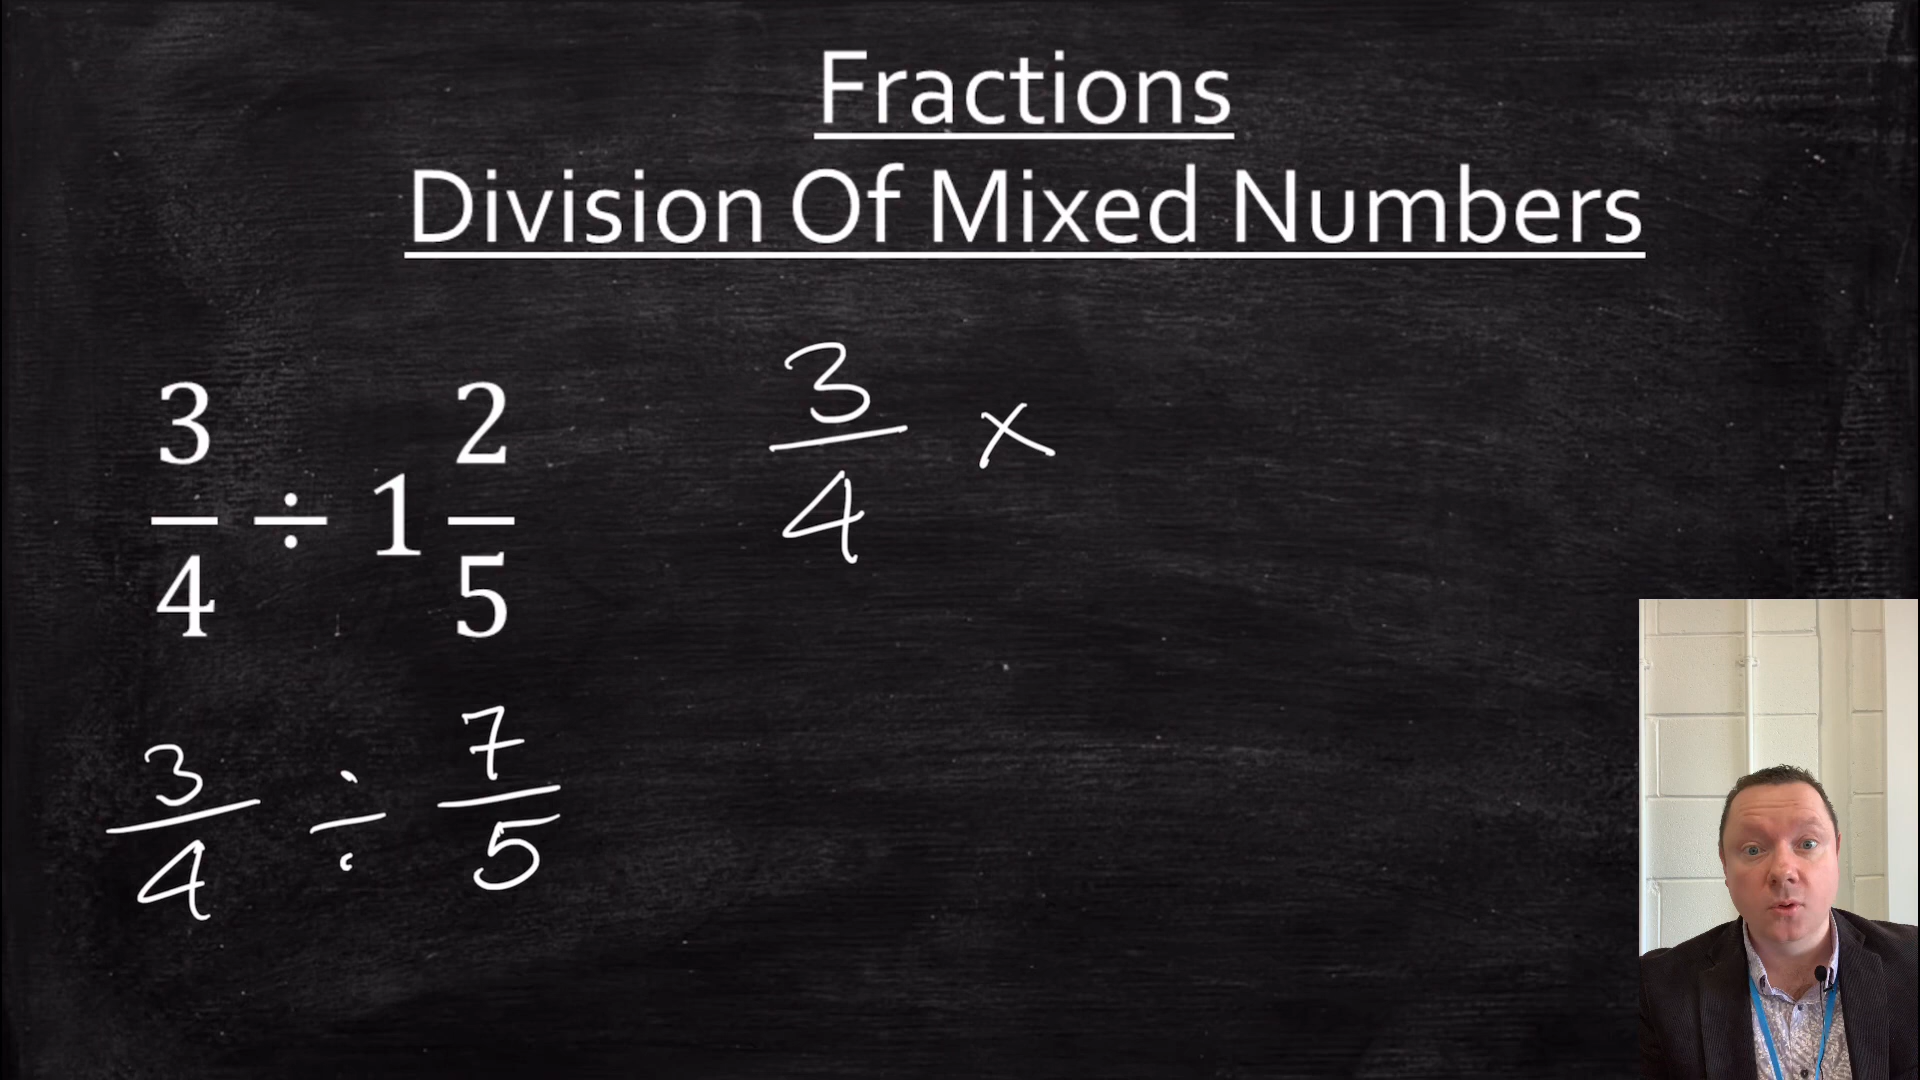 Fractions
Division Of Mixed Numbers
3/4 ÷ 1 2/5
3/4 ÷ 7/5
3/4 ×